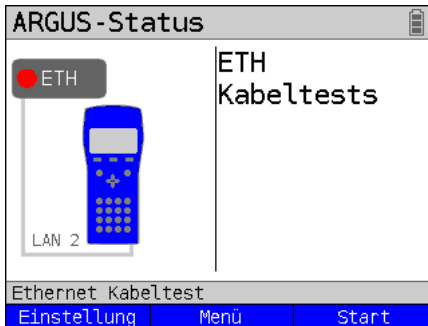 ARGUS-Status
ETH
ETH
Kabeltests
LAN 2
Ethernet Kabeltest
Einstellung Menü Start